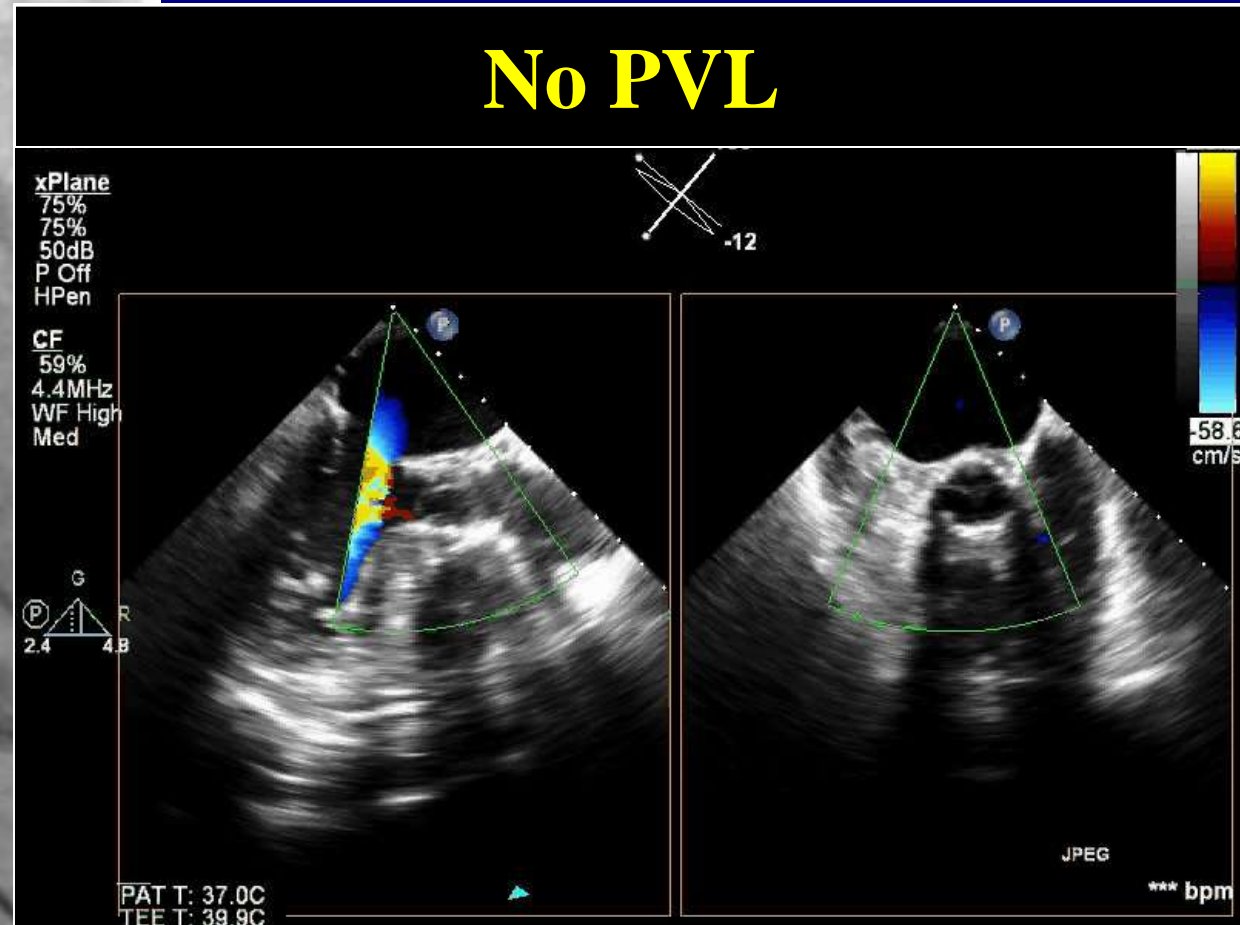 No PVL
xPlane
75%
75%
50dB
P Off
HPen
-12
P
P
CF
59%
4.4MHz
WF High
Med
-58.6
cm/s
G
P
R
2.4
4.8
JPEG
*** bpm
PAT T: 37.0C
TEE T: 39.9C